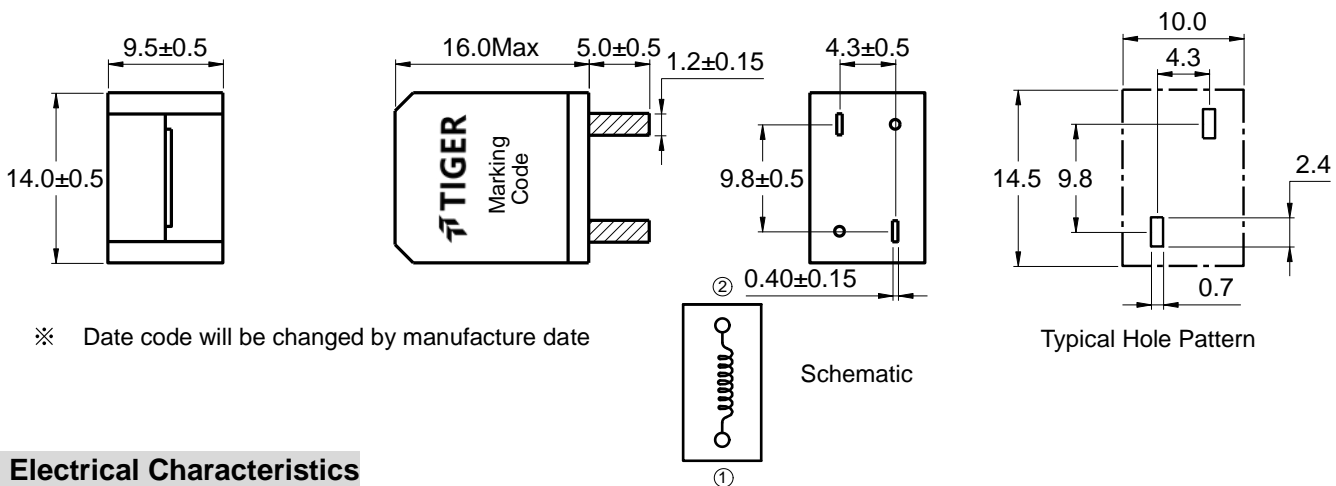 9.5±0.5
14.0±0.5
16.0Max
5.0±0.5
1.2±0.15
TIGER
Marking
Code
4.3±0.5
9.8±0.5
0.40±0.15
10.0
4.3
14.5
9.8
2.4
0.7
※ Date code will be changed by manufacture date
②
Schematic
①
Typical Hole Pattern
Electrical Characteristics